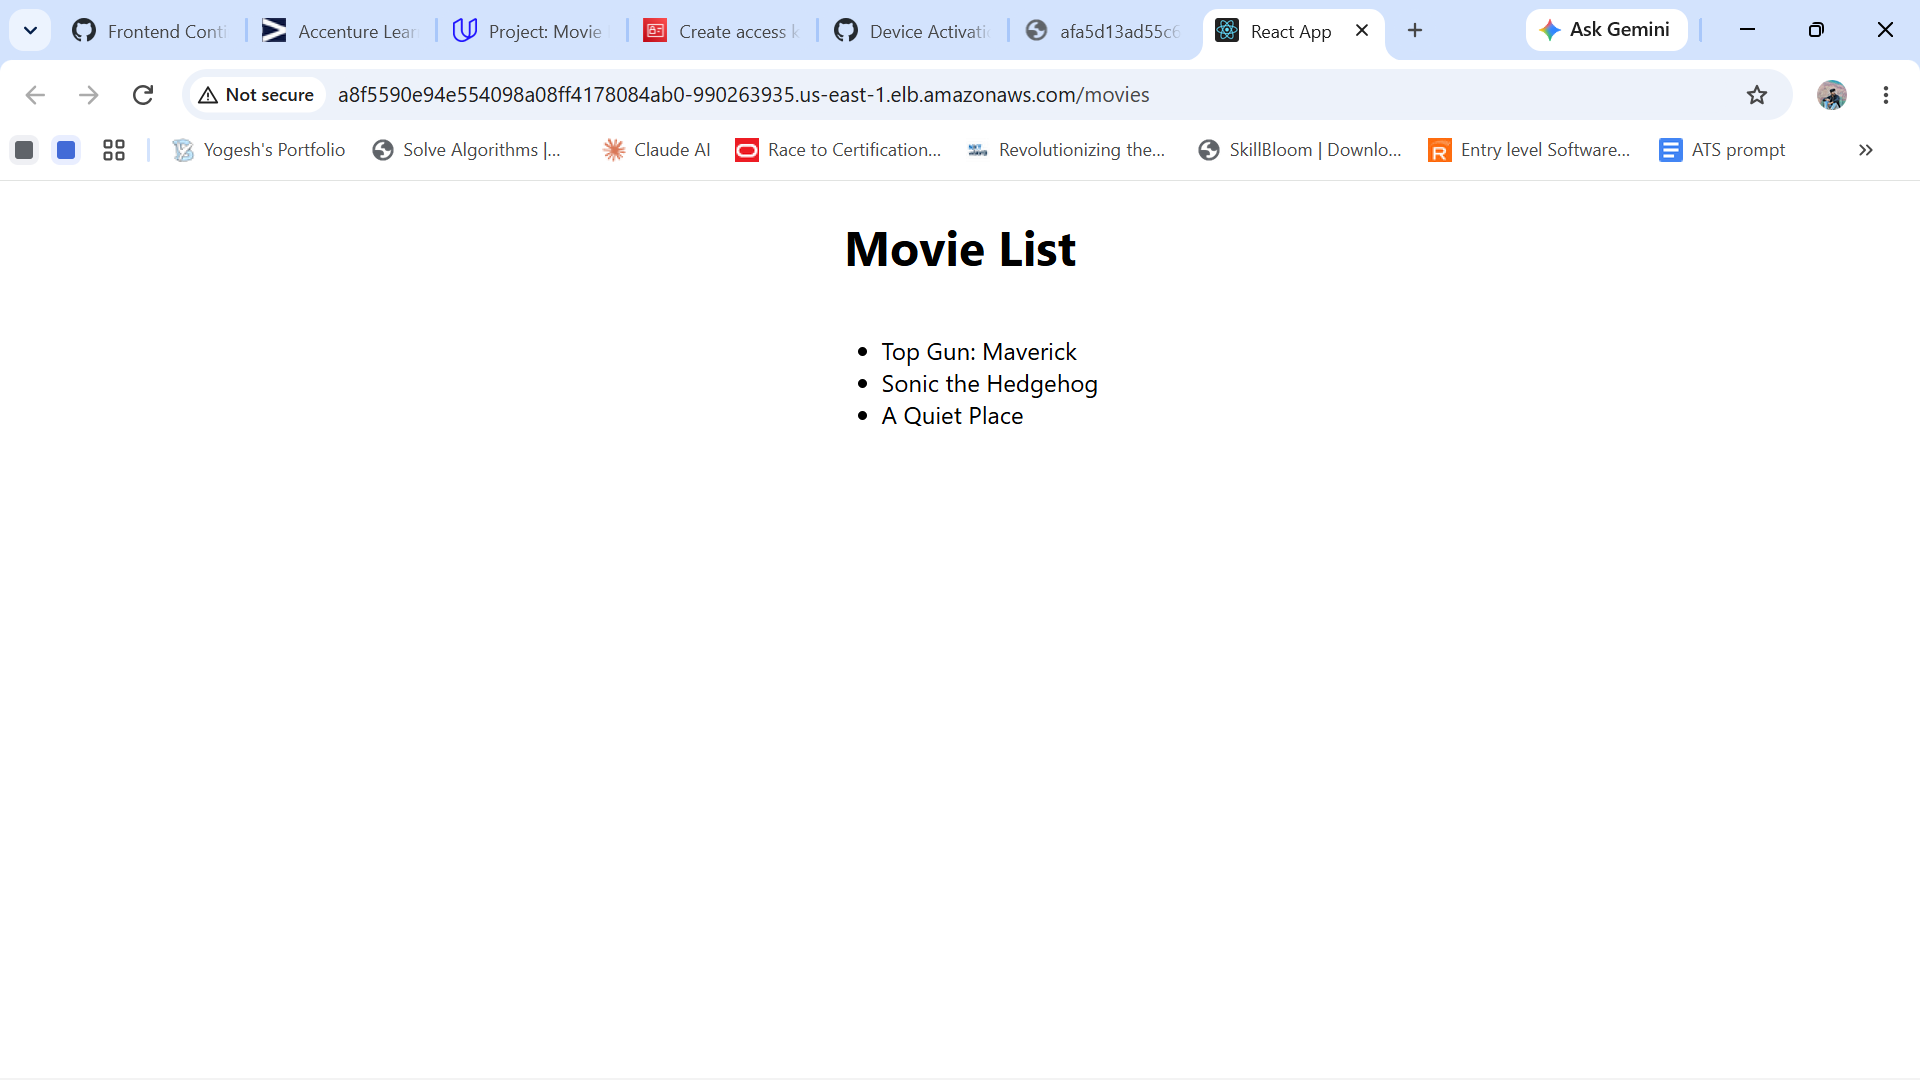 Frontend Conti
Accenture Lear
Project: Movie
Create access k
Device Activatio
afa5d13ad55c6
React App
Ask Gemini
Not secure
a8f5590e94e554098a08ff4178084ab0-990263935.us-east-1.elb.amazonaws.com/movies
Yogesh's Portfolio
Solve Algorithms |...
Claude AI
Race to Certification...
Revolutionizing the...
SkillBloom | Downlo...
Entry level Software...
ATS prompt
Movie List
Top Gun: Maverick
Sonic the Hedgehog
A Quiet Place